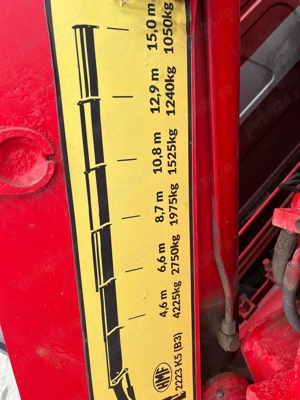 15,0 m
1050kg
12,9 m
1240kg
10,8 m
1525kg
8,7 m
1975kg
6,6 m
2750kg
4,6 m
4225kg
HMF
2223 K5 (B3)